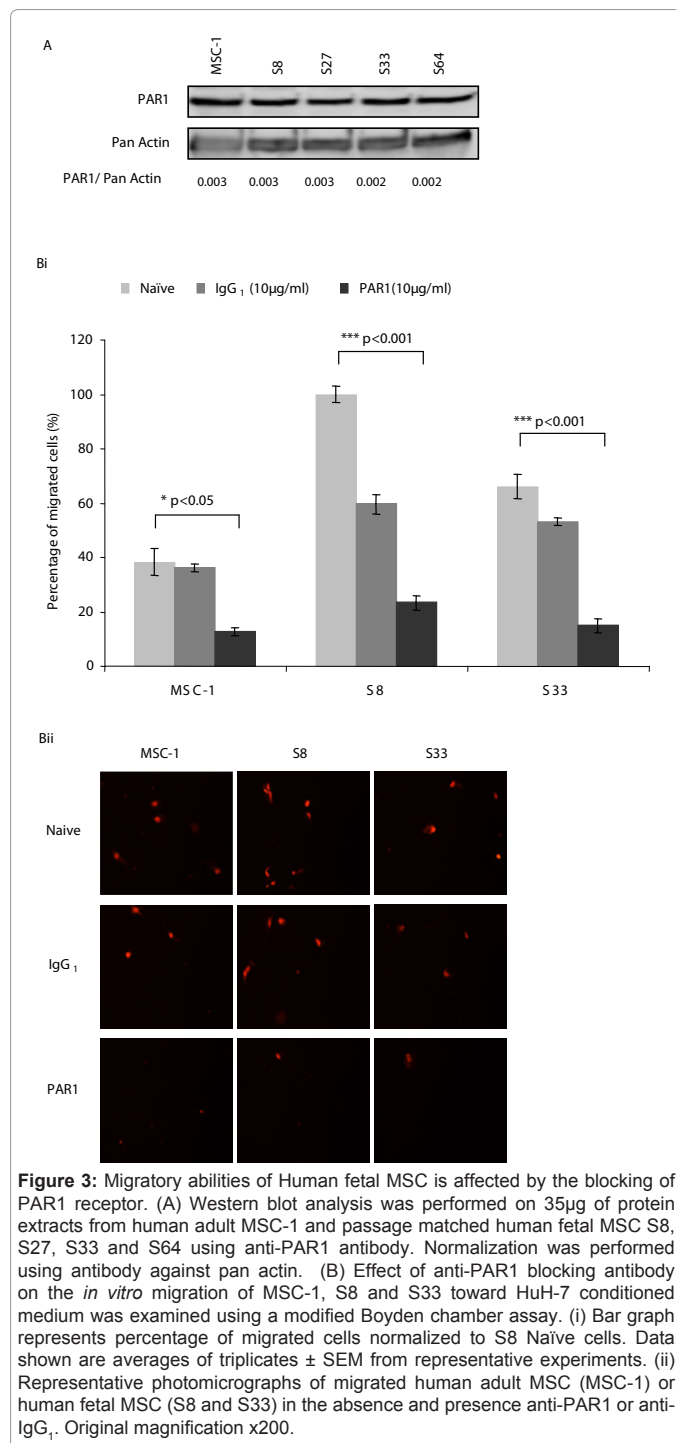 A
MSC-1 S8 S27 S33 S64
PAR1
Pan Actin
PAR1/ Pan Actin 0.003 0.003 0.003 0.002 0.002
Bi
Naïve IgG 1 (10µg/ml) PAR1(10µg/ml)
120
100
80
60
40
20
0
Percentage of migrated cells (%)
* p<0.05
*** p<0.001
*** p<0.001
MSC-1 S8 S33
Bii
MSC-1 S8 S33
Naive
IgG 1
PAR1
Figure 3: Migratory abilities of Human fetal MSC is affected by the blocking of
PAR1 receptor. (A) Western blot analysis was performed on 35µg of protein
extracts from human adult MSC-1 and passage matched human fetal MSC S8,
S27, S33 and S64 using anti-PAR1 antibody. Normalization was performed
using antibody against pan actin. (B) Effect of anti-PAR1 blocking antibody
on the in vitro migration of MSC-1, S8 and S33 toward HuH-7 conditioned
medium was examined using a modified Boyden chamber assay. (i) Bar graph
represents percentage of migrated cells normalized to S8 Naïve cells. Data
shown are averages of triplicates ± SEM from representative experiments. (ii)
Representative photomicrographs of migrated human adult MSC (MSC-1) or
human fetal MSC (S8 and S33) in the absence and presence anti-PAR1 or anti-
IgG1. Original magnification x200.